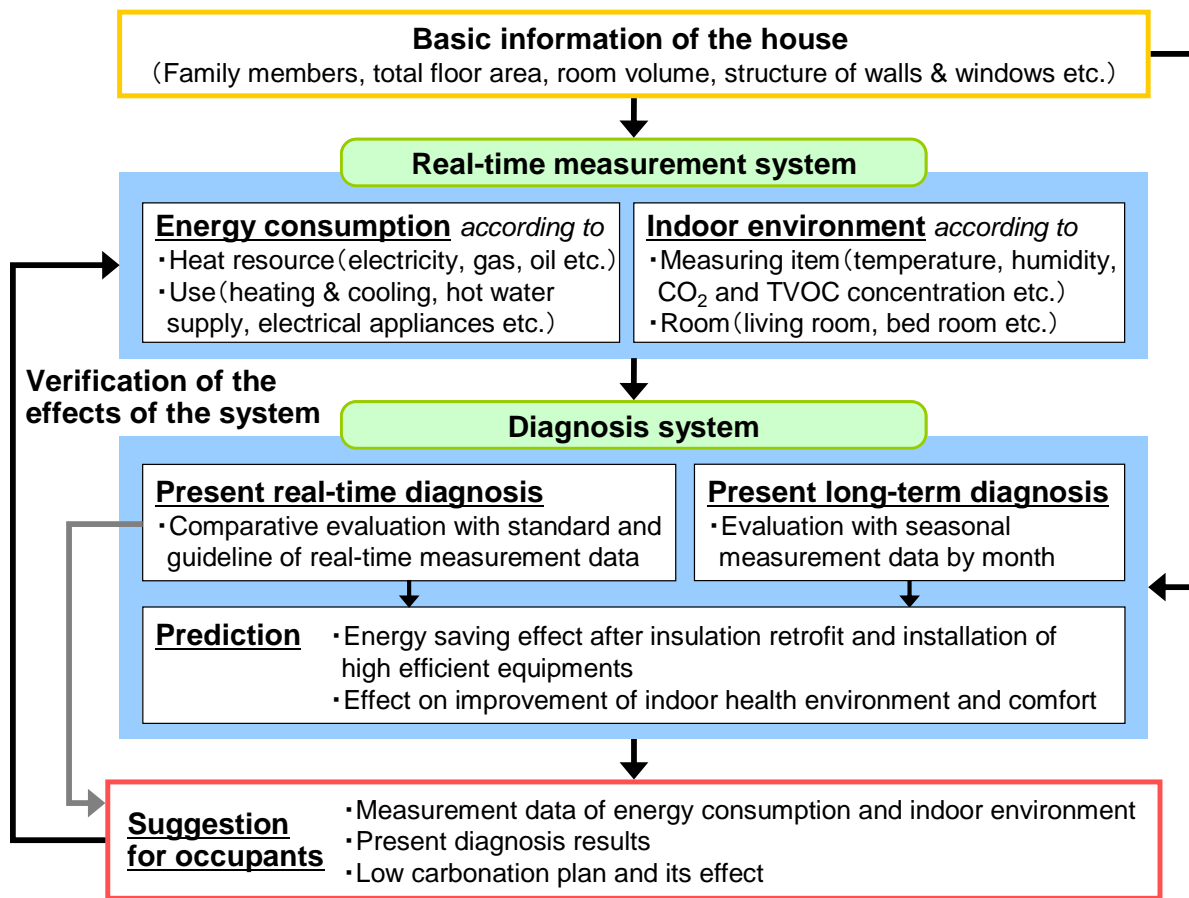 Basic information of the house
（Family members, total floor area, room volume, structure of walls & windows etc.）
Real-time measurement system
Energy consumption according to
・Heat resource（electricity, gas, oil etc.）
・Use（heating & cooling, hot water
supply, electrical appliances etc.）
Indoor environment according to
・Measuring item（temperature, humidity,
CO₂ and TVOC concentration etc.）
・Room（living room, bed room etc.）
Verification of the
effects of the system
Diagnosis system
Present real-time diagnosis
・Comparative evaluation with standard and
guideline of real-time measurement data
Present long-term diagnosis
・Evaluation with seasonal
measurement data by month
Prediction
・Energy saving effect after insulation retrofit and installation of
high efficient equipments
・Effect on improvement of indoor health environment and comfort
Suggestion
for occupants
・Measurement data of energy consumption and indoor environment
・Present diagnosis results
・Low carbonation plan and its effect